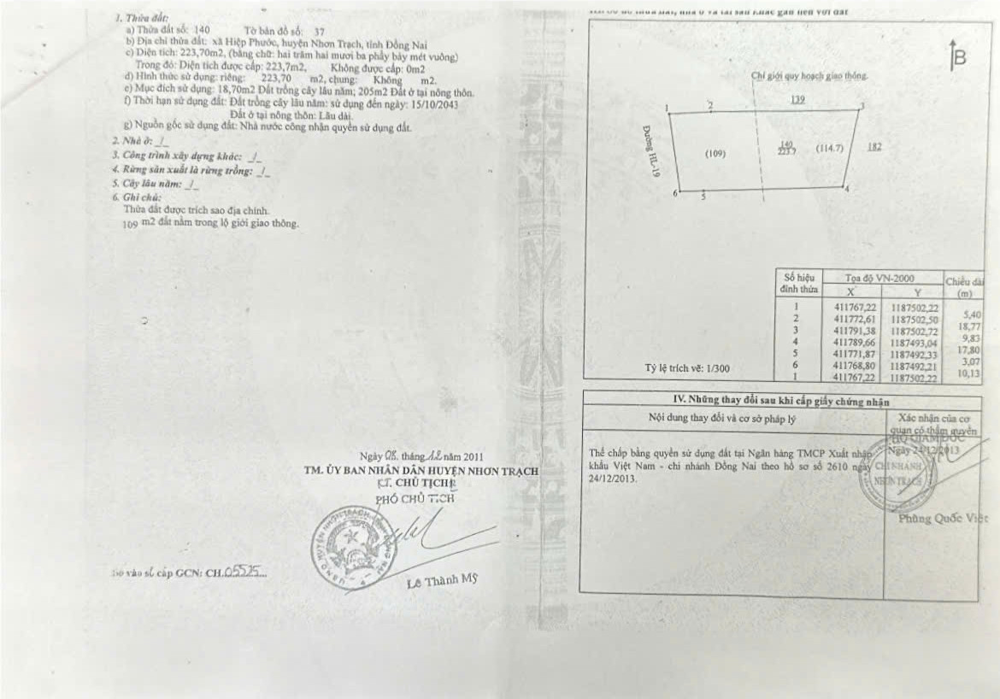 1. Thửa đất:
a) Thửa đất số: 140 Tờ bản đồ số: 37
b) Địa chỉ thửa đất: xã Hiệp Phước, huyện Nhơn Trạch, tỉnh Đồng Nai
c) Diện tích: 223,70m2, (bằng chữ: hai trăm hai mươi ba phẩy bảy mét vuông)
Trong đó: Diện tích được cấp: 223,7m2, Không được cấp: 0m2
d) Hình thức sử dụng: riêng: 223,70 m2, chung: Không m2.
e) Mục đích sử dụng: 18,70m2 Đất trồng cây lâu năm; 205m2 Đất ở tại nông thôn.
f) Thời hạn sử dụng đất: Đất trồng cây lâu năm: sử dụng đến ngày: 15/10/2043
Đất ở tại nông thôn: Lâu dài.
g) Nguồn gốc sử dụng đất: Nhà nước công nhận quyền sử dụng đất.
2. Nhà ở: _/_
3. Công trình xây dựng khác: _/_
4. Rừng sản xuất là rừng trồng: _/_
5. Cây lâu năm: _/_
6. Ghi chú:
Thửa đất được trích sao địa chính.
109 m2 đất nằm trong lộ giới giao thông.
Ngày 08. tháng 12 năm 2011
TM. ỦY BAN NHÂN DÂN HUYỆN NHƠN TRẠCH
KT. CHỦ TỊCH
PHÓ CHỦ TỊCH
Lê Thành Mỹ
vào sổ cấp GCN: CH.05525...
nhà ở và tài sản khác gắn liền với đất
B
Chỉ giới quy hoạch giao thông.
139
1 2 3
Đường HL-19
(109)
140
223.7
(114.7)
182
6 5 4
Số hiệu đỉnh thửa Tọa độ VN-2000 Chiều dài
X Y (m)
1 411767,22 1187502,22
5,40
2 411772,61 1187502,50
18,77
3 411791,38 1187502,72
9,83
4 411789,66 1187493,04
17,80
5 411771,87 1187492,33
3,07
6 411768,80 1187492,21
10,13
1 411767,22 1187502,22
Tỷ lệ trích vẽ: 1/300
IV. Những thay đổi sau khi cấp giấy chứng nhận
Nội dung thay đổi và cơ sở pháp lý
Xác nhận của cơ
quan có thẩm quyền
Thế chấp bằng quyền sử dụng đất tại Ngân hàng TMCP Xuất nhập
khẩu Việt Nam - chi nhánh Đồng Nai theo hồ sơ số 2610 ngày
24/12/2013.
GIÁM ĐỐC
Ngày 24/12/2013
CHI NHÁNH
NHƠN TRẠCH
Phùng Quốc Việt